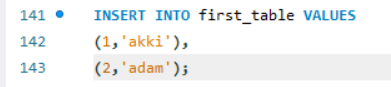 141 INSERT INTO first_table VALUES
142 (1,'akki'),
143 (2,'adam');